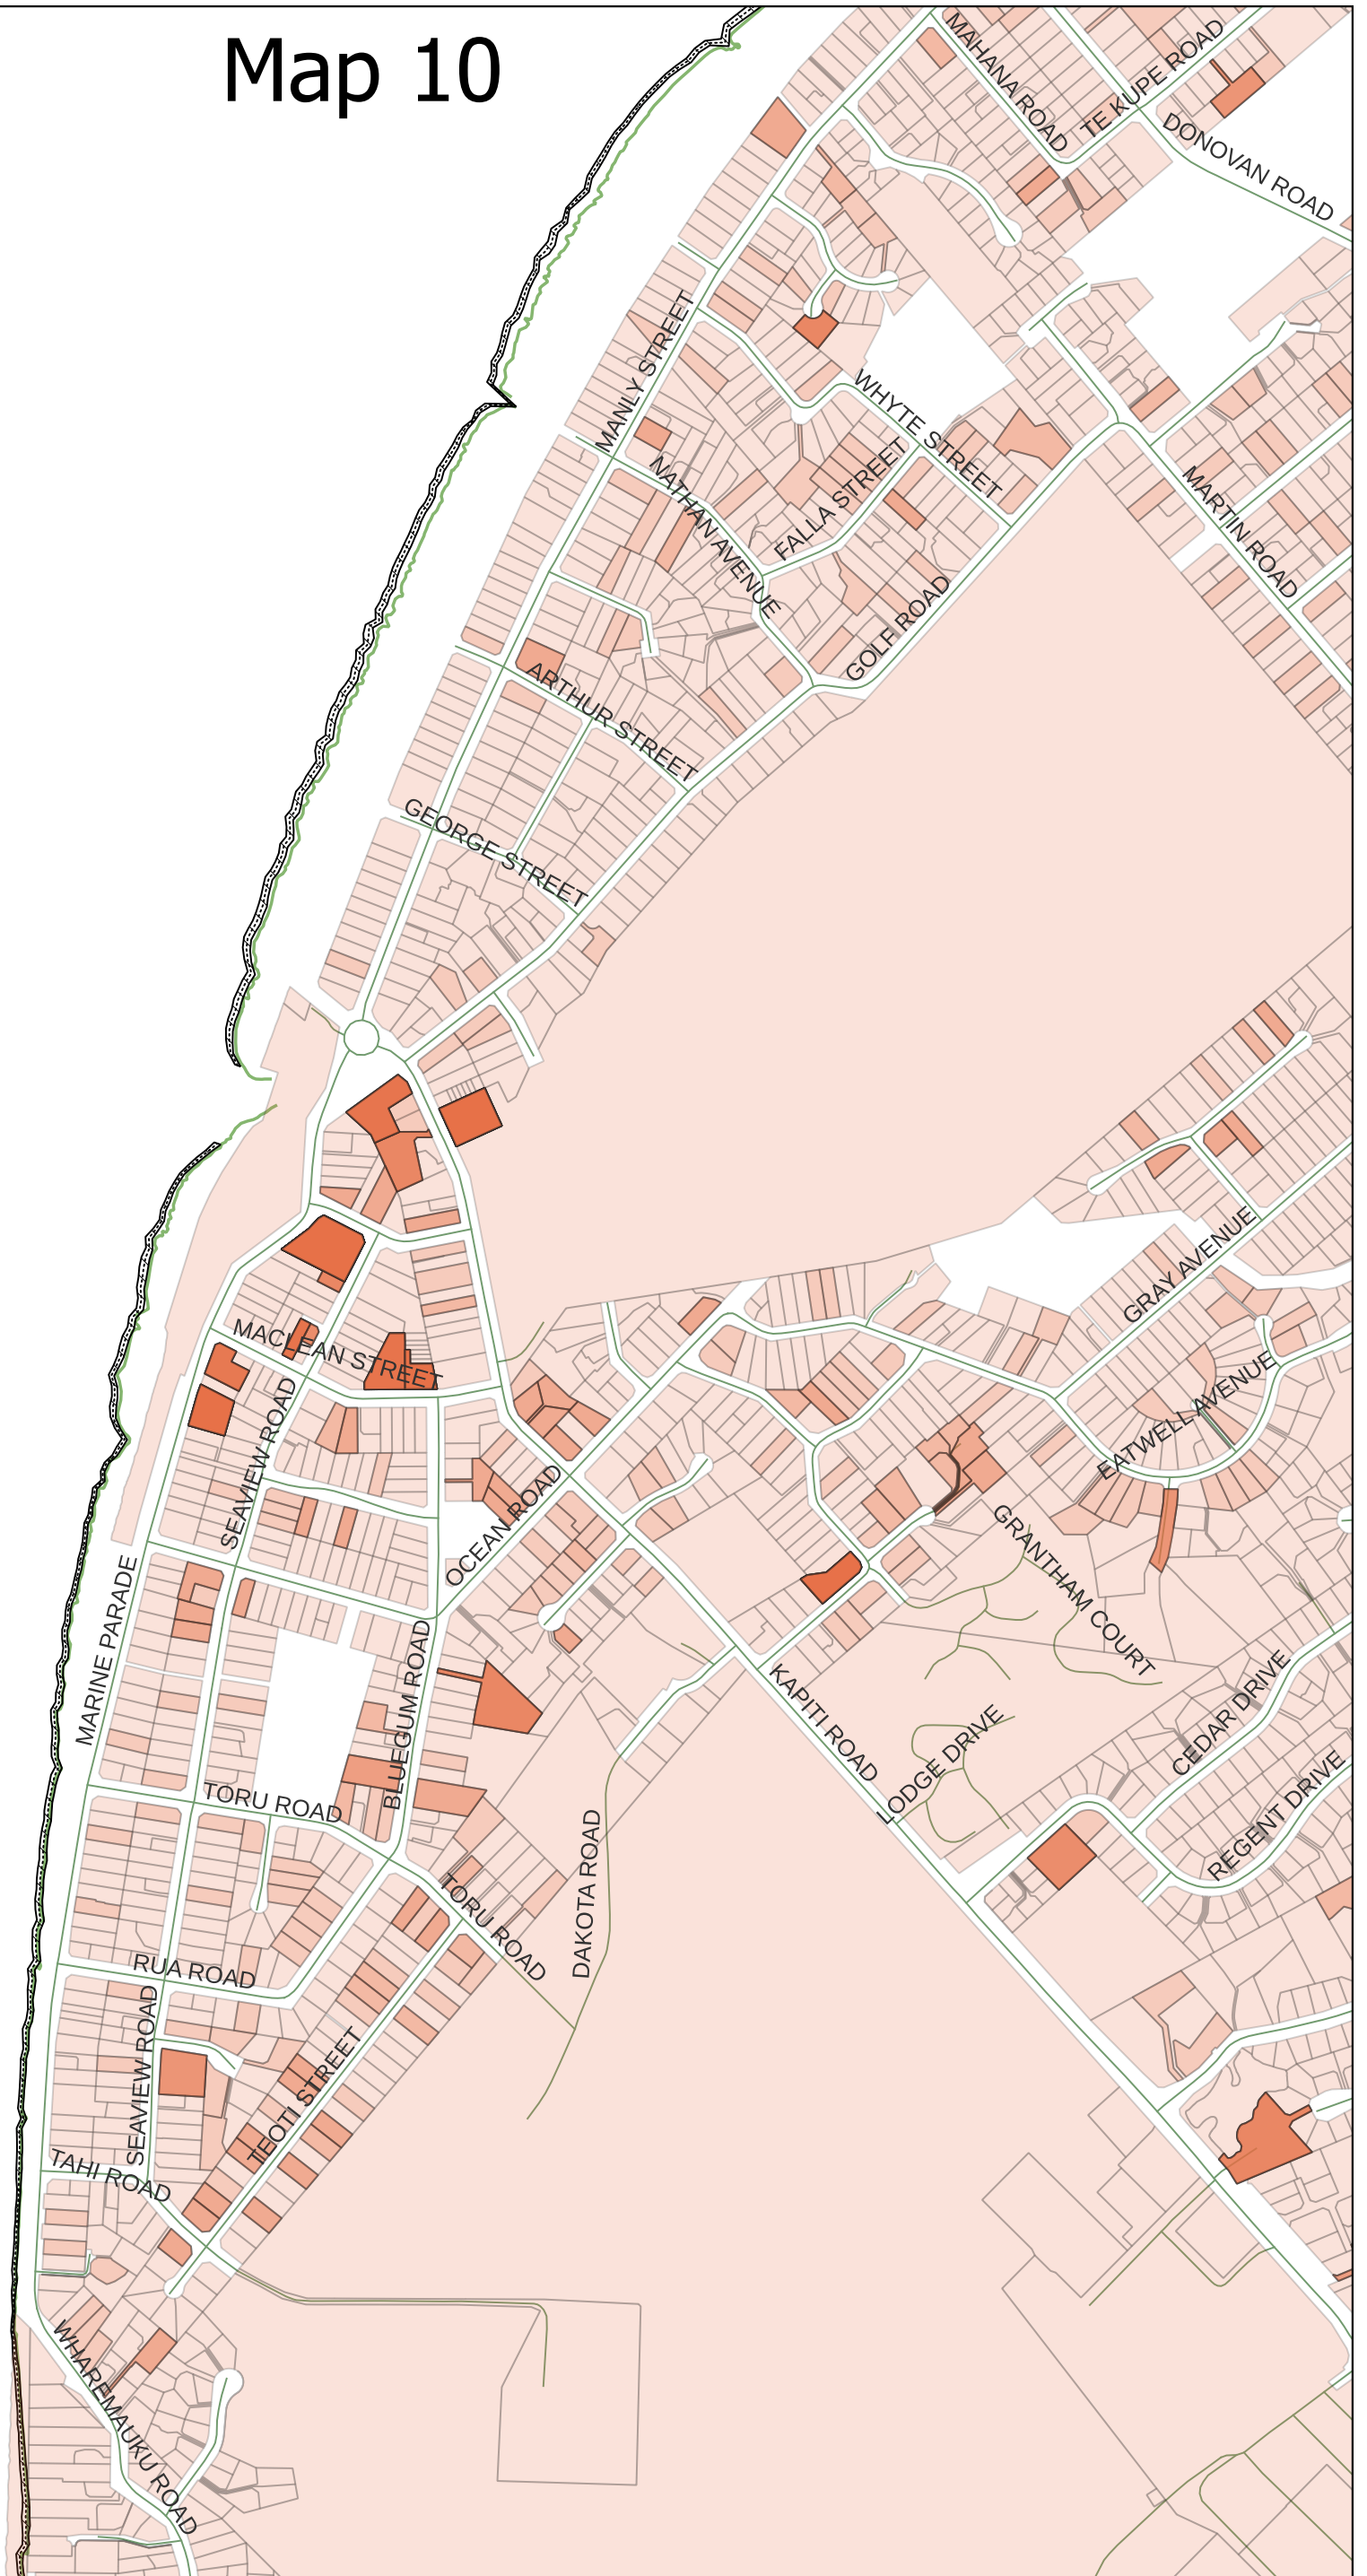 Map 10
MAHANA ROAD
TE KUPE ROAD
DONOVAN ROAD
MANLY STREET
WHYTE STREET
NATHAN AVENUE
FALLA STREET
MARTIN ROAD
GOLF ROAD
ARTHUR STREET
GEORGE STREET
GRAY AVENUE
MACLEAN STREET
EATWELL AVENUE
SEAVIEW ROAD
OCEAN ROAD
GRANTHAM COURT
MARINE PARADE
BLUEGUM ROAD
KAPITI ROAD
CEDAR DRIVE
LODGE DRIVE
REGENT DRIVE
TORU ROAD
DAKOTA ROAD
TORU ROAD
RUA ROAD
SEAVIEW ROAD
TEOTI STREET
TAHI ROAD
WHAREMAUKU ROAD